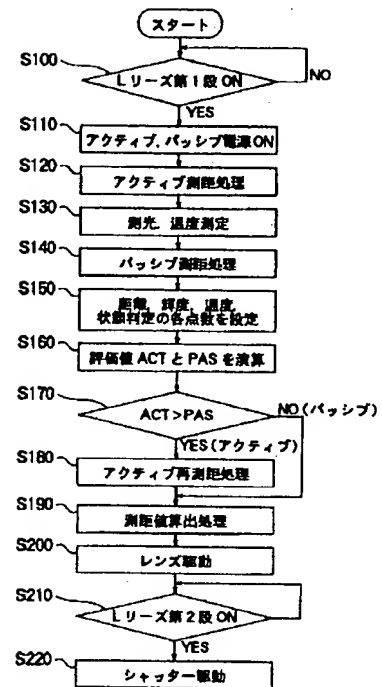 スタート
S100
Lリーズ第1段ON
NO
YES
S110
アクティブ、パッシブ電源ON
S120
アクティブ測距処理
S130
測光、温度測定
S140
パッシブ測距処理
S150
距離、輝度、温度、
状態判定の各点数を設定
S160
評価値ACTとPASを演算
S170
ACT>PAS
NO(パッシブ)
YES(アクティブ)
S180
アクティブ再測距処理
S190
測距値算出処理
S200
レンズ駆動
S210
Lリーズ第2段ON
YES
S220
シャッター駆動